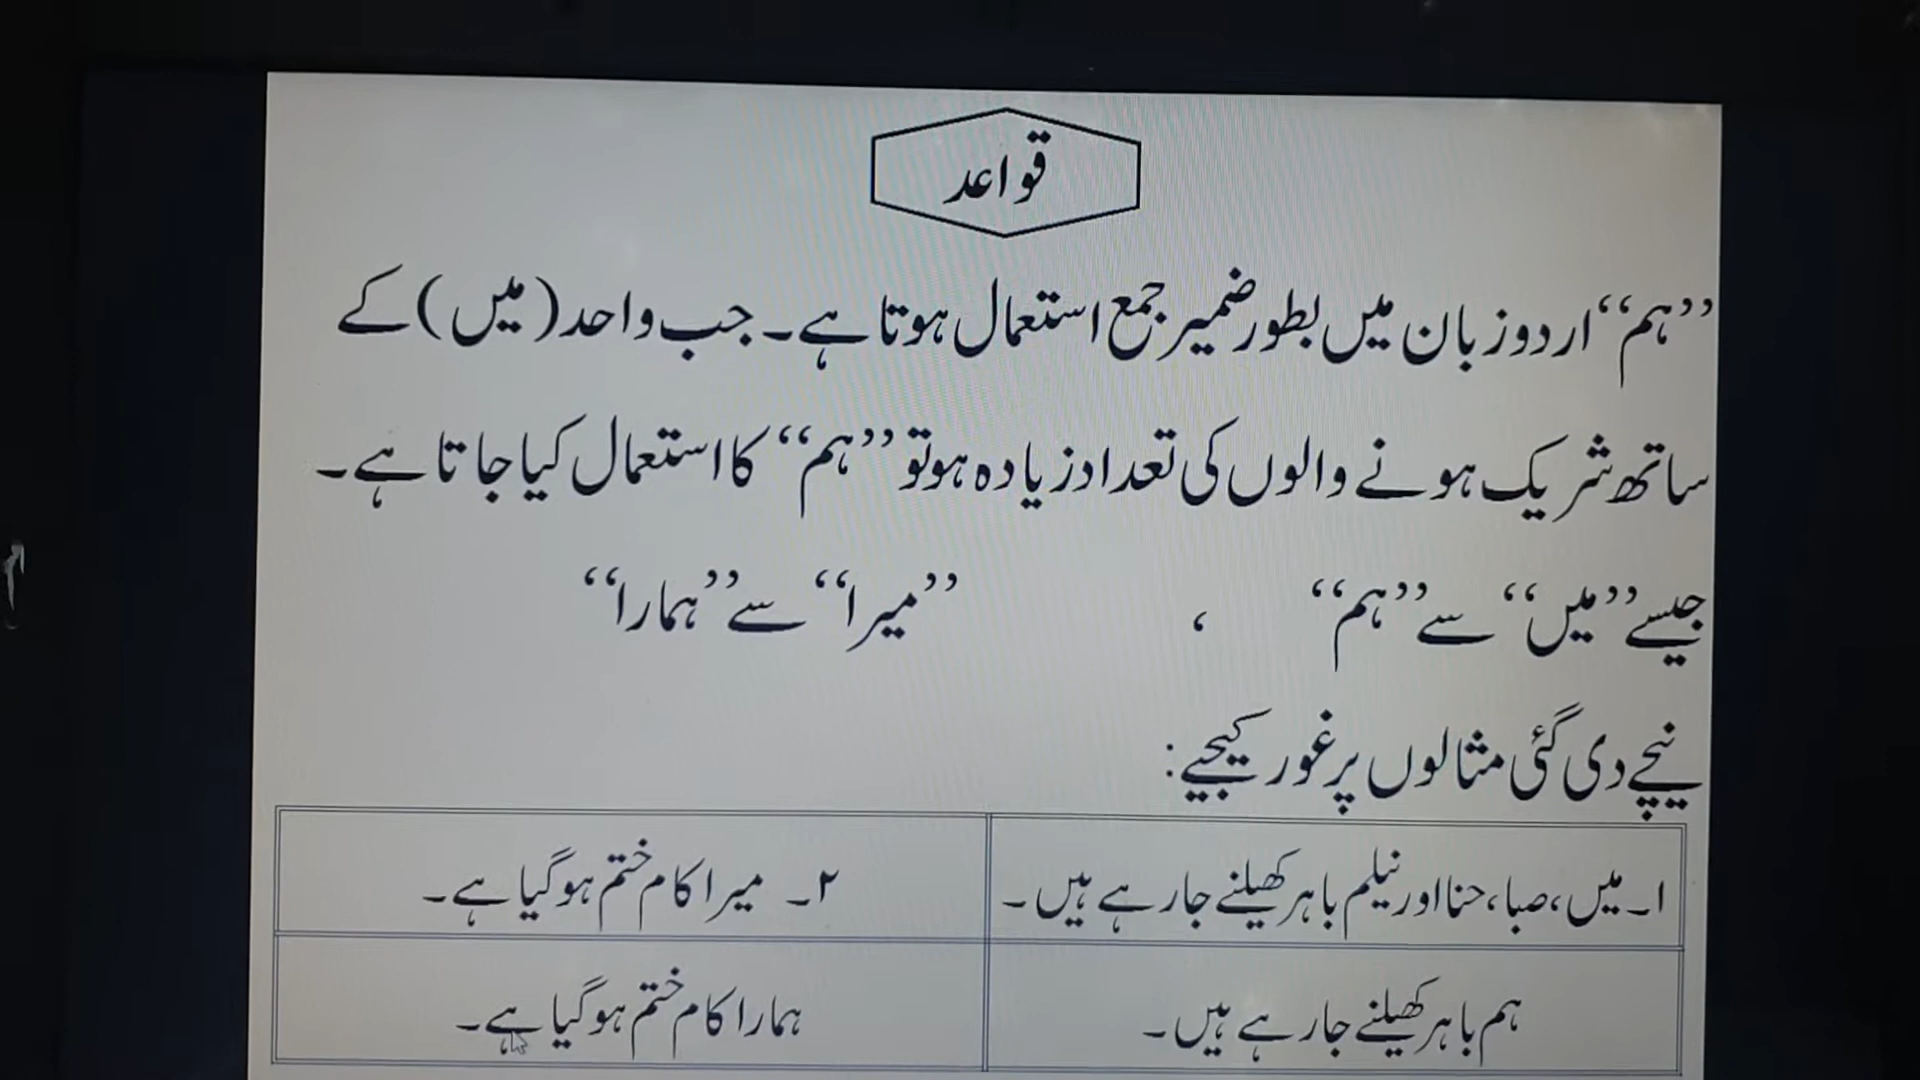 قواعد
’’ہم‘‘ اردو زبان میں بطور ضمیر جمع استعمال ہوتا ہے۔ جب واحد (میں) کے
ساتھ شریک ہونے والوں کی تعداد زیادہ ہو تو ’’ہم‘‘ کا استعمال کیا جاتا ہے۔
جیسے ’’میں‘‘ سے ’’ہم‘‘ ، ’’میرا‘‘ سے ’’ہمارا‘‘
نیچے دی گئی مثالوں پر غور کیجیے:
۱۔ میں، صبا، حنا اور نیلم باہر کھیلنے جا رہے ہیں۔
۲۔ میرا کام ختم ہو گیا ہے۔
ہم باہر کھیلنے جا رہے ہیں۔
ہمارا کام ختم ہو گیا ہے۔